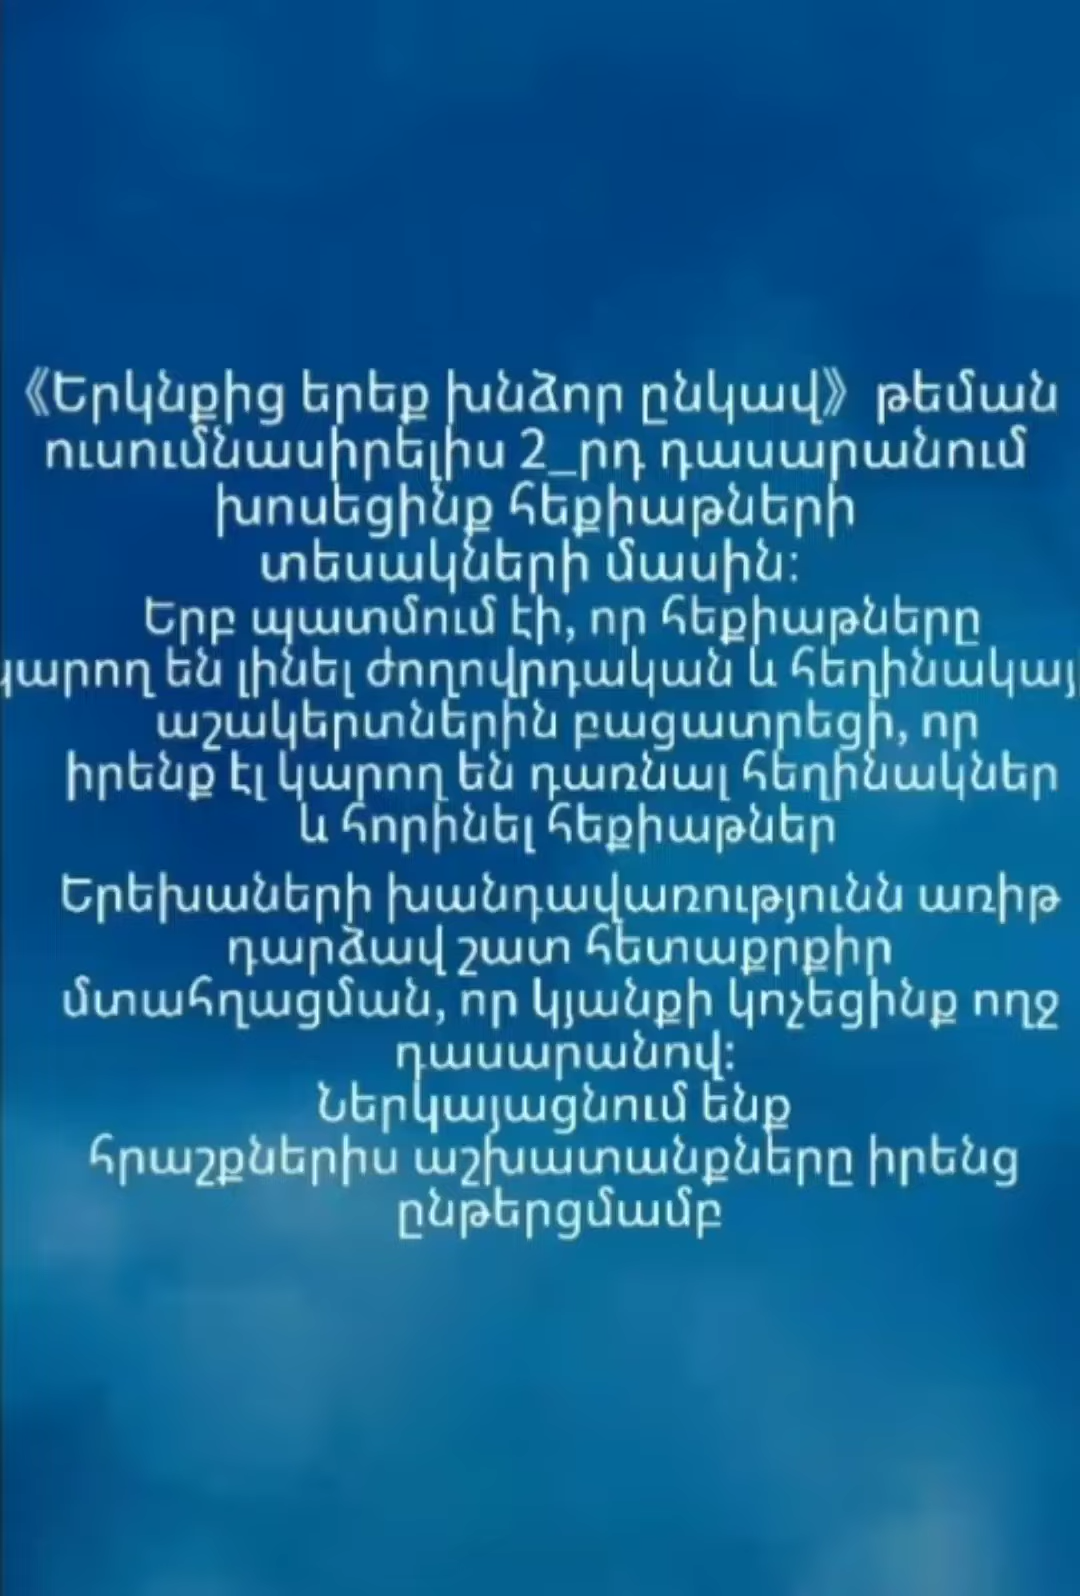 《Երկնքից երեք խնձոր ընկավ》 թեման
ուսումնասիրելիս 2_րդ դասարանում
խոսեցինք հեքիաթների
տեսակների մասին:
Երբ պատմում էի, որ հեքիաթները
կարող են լինել ժողովրդական և հեղինակայ
աշակերտներին բացատրեցի, որ
իրենք էլ կարող են դառնալ հեղինակներ
և հորինել հեքիաթներ
Երեխաների խանդավառությունն առիթ
դարձավ շատ հետաքրքիր
մտահղացման, որ կյանքի կոչեցինք ողջ
դասարանով:
Ներկայացնում ենք
հրաշքներիս աշխատանքները իրենց
ընթերցմամբ